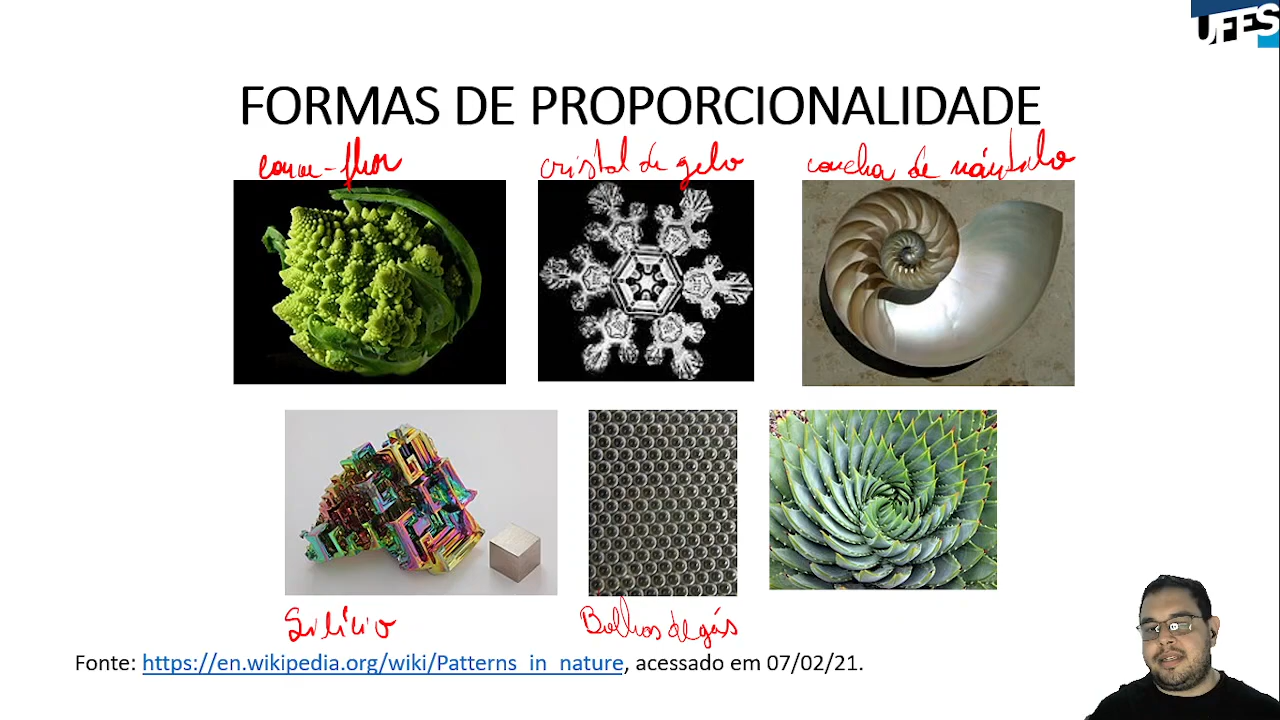 UFES
FORMAS DE PROPORCIONALIDADE
couve-flor cristal de gelo concha de náutilo
Silício Bolhas de gás
Fonte: https://en.wikipedia.org/wiki/Patterns_in_nature, acessado em 07/02/21.